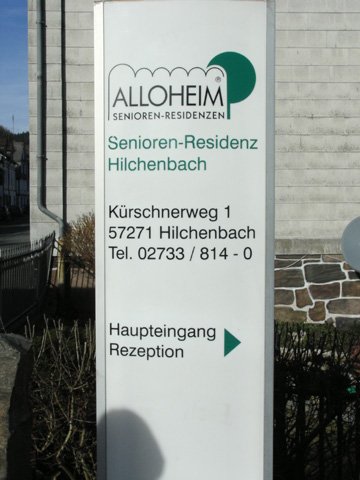 ALLOHEIM®
SENIOREN-RESIDENZEN
Senioren-Residenz
Hilchenbach
Kürschnerweg 1
57271 Hilchenbach
Tel. 02733 / 814 - 0
Haupteingang
Rezeption